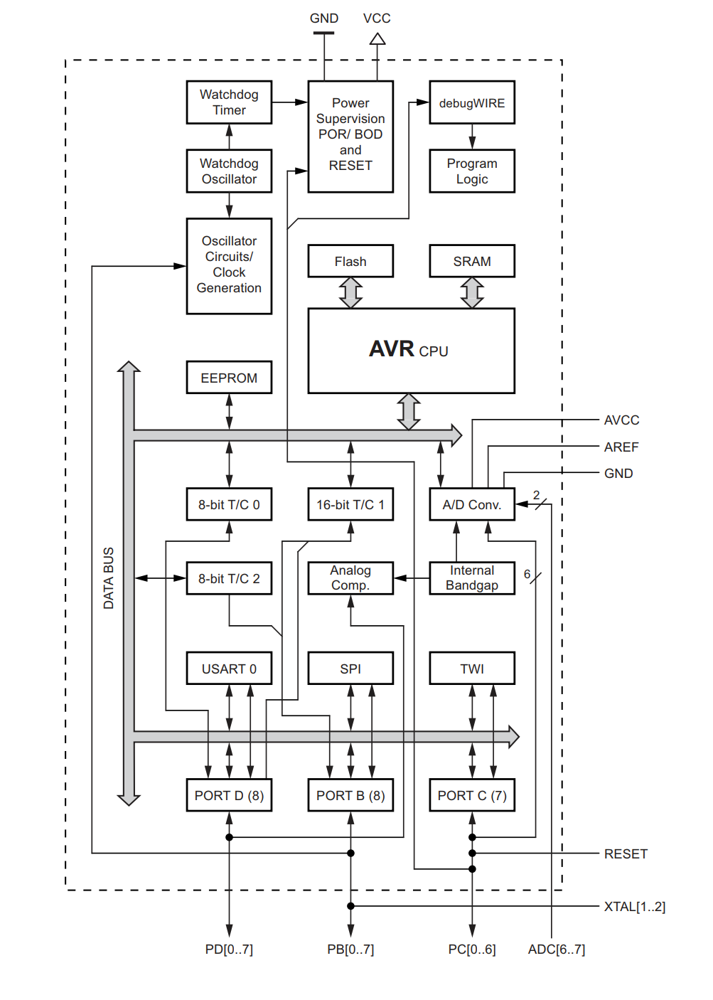 GND
VCC
Watchdog
Timer
Power
Supervision
POR/ BOD
and
RESET
debugWIRE
Watchdog
Oscillator
Program
Logic
Oscillator
Circuits/
Clock
Generation
Flash
SRAM
AVR CPU
EEPROM
AVCC
AREF
GND
8-bit T/C 0
16-bit T/C 1
A/D Conv.
2
DATA BUS
8-bit T/C 2
Analog
Comp.
Internal
Bandgap
6
USART 0
SPI
TWI
PORT D (8)
PORT B (8)
PORT C (7)
RESET
XTAL[1..2]
PD[0..7]
PB[0..7]
PC[0..6]
ADC[6..7]